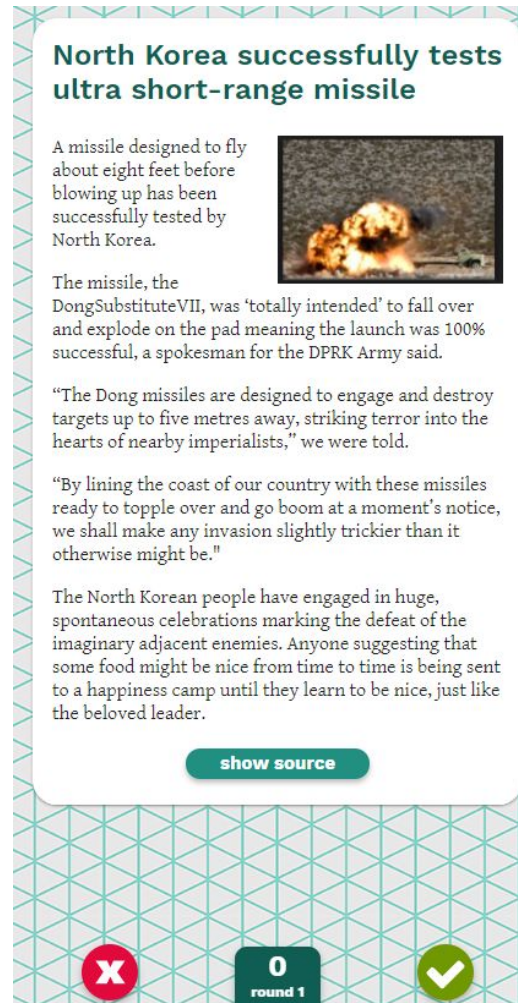 North Korea successfully tests
ultra short-range missile
A missile designed to fly
about eight feet before
blowing up has been
successfully tested by
North Korea.
The missile, the
DongSubstituteVII, was ‘totally intended’ to fall over
and explode on the pad meaning the launch was 100%
successful, a spokesman for the DPRK Army said.
“The Dong missiles are designed to engage and destroy
targets up to five metres away, striking terror into the
hearts of nearby imperialists,” we were told.
“By lining the coast of our country with these missiles
ready to topple over and go boom at a moment’s notice,
we shall make any invasion slightly trickier than it
otherwise might be."
The North Korean people have engaged in huge,
spontaneous celebrations marking the defeat of the
imaginary adjacent enemies. Anyone suggesting that
some food might be nice from time to time is being sent
to a happiness camp until they learn to be nice, just like
the beloved leader.
show source
0
round 1